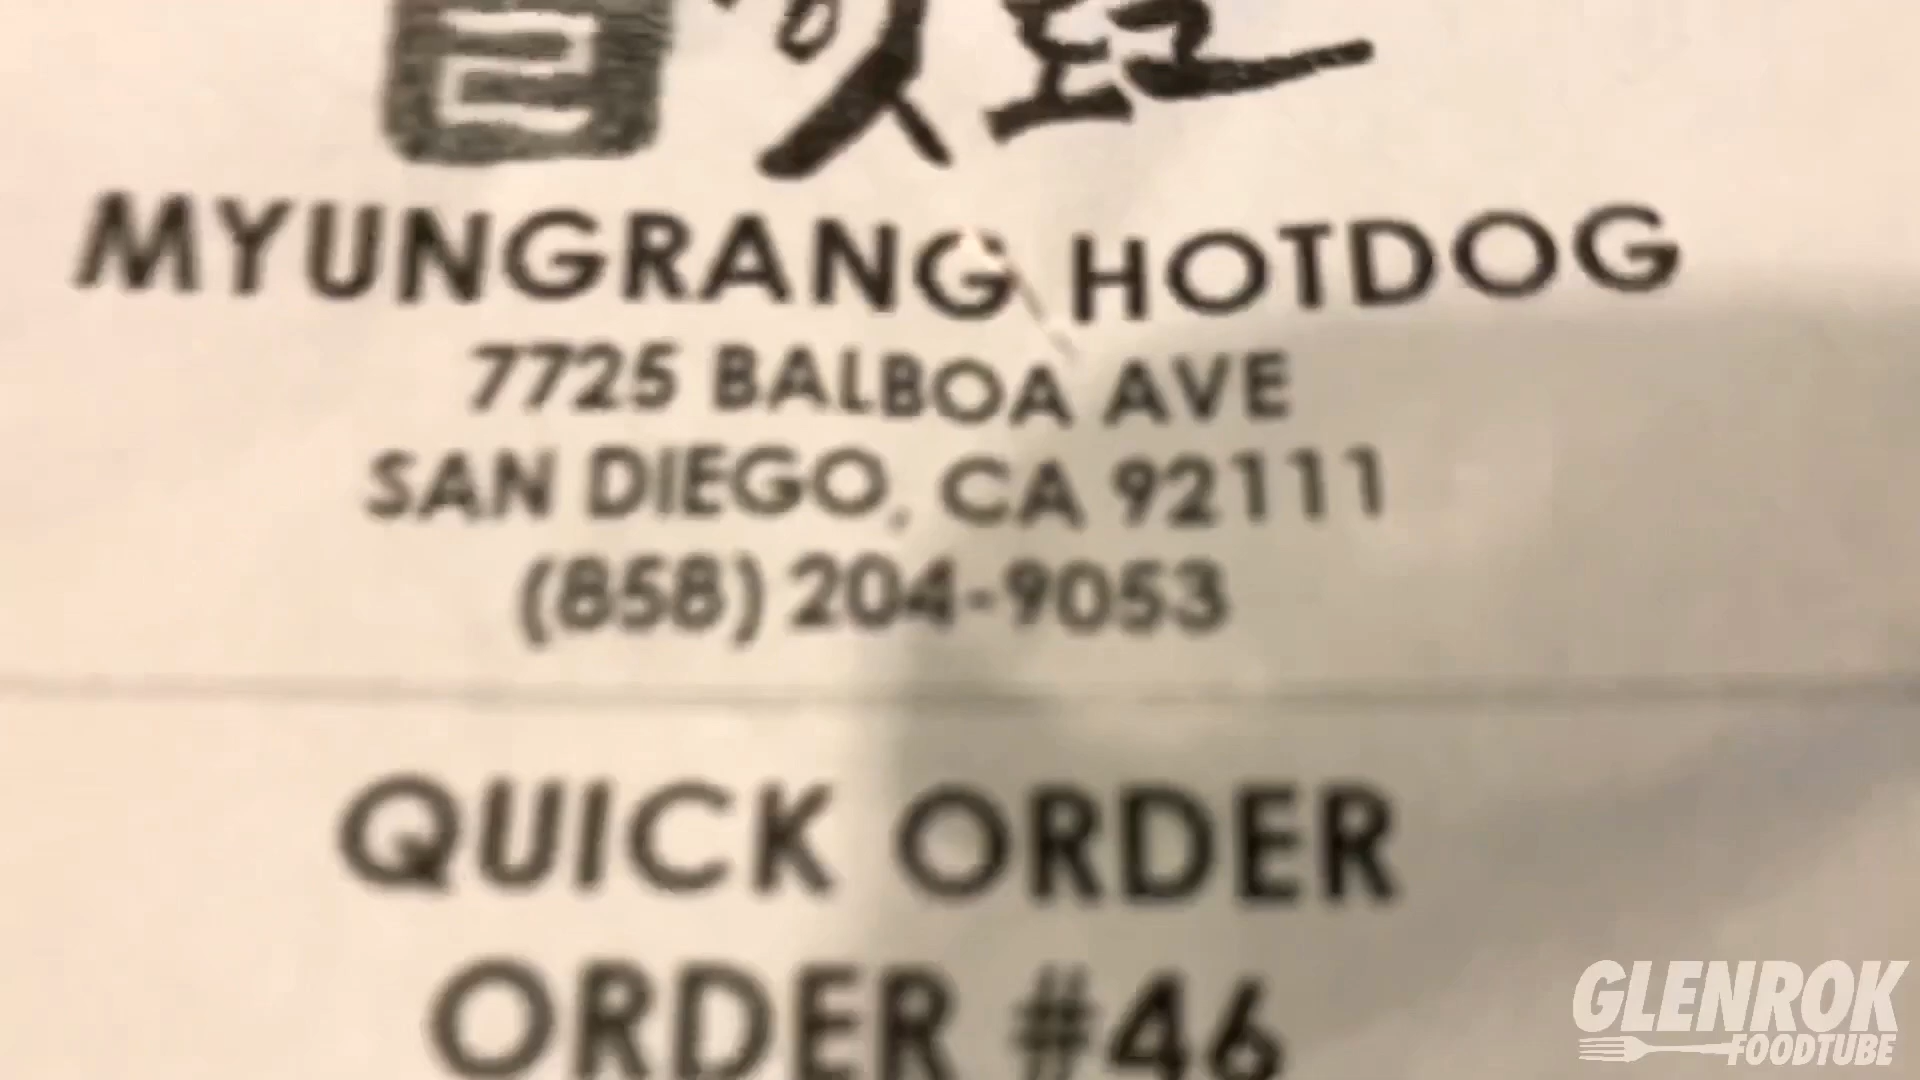 MYUNGRANG HOTDOG
7725 BALBOA AVE
SAN DIEGO, CA 92111
(858) 204-9053
QUICK ORDER
ORDER #46
GLENROK
FOODTUBE